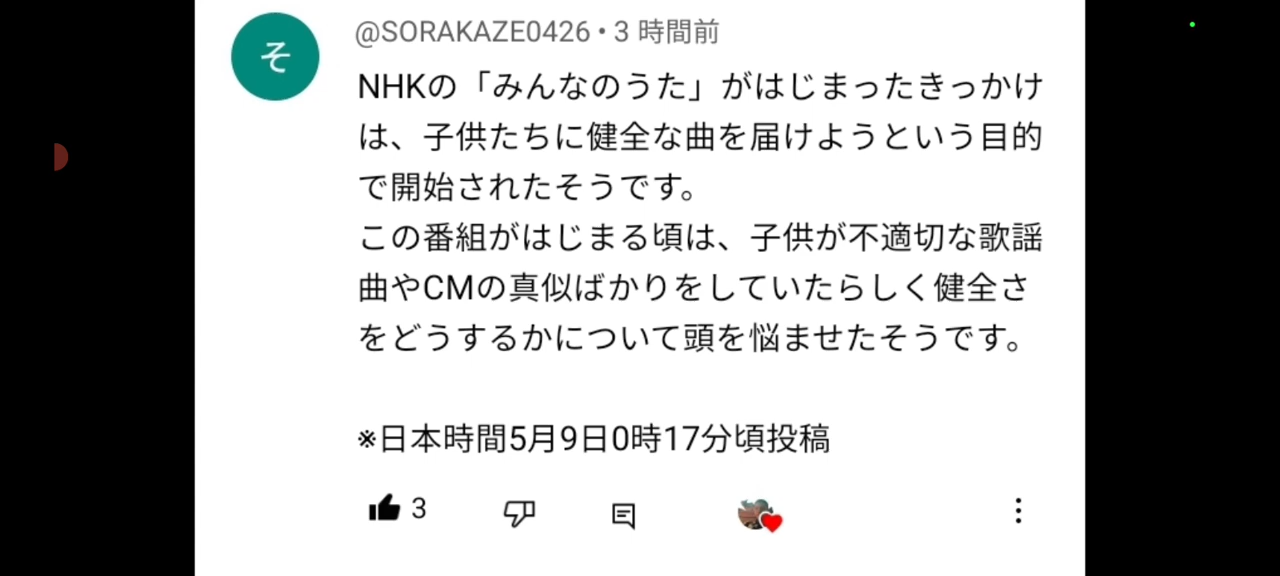 そ
@SORAKAZE0426・3 時間前
NHKの「みんなのうた」がはじまったきっかけ
は、子供たちに健全な曲を届けようという目的
で開始されたそうです。
この番組がはじまる頃は、子供が不適切な歌謡
曲やCMの真似ばかりをしていたらしく健全さ
をどうするかについて頭を悩ませたそうです。
※日本時間5月9日0時17分頃投稿
3